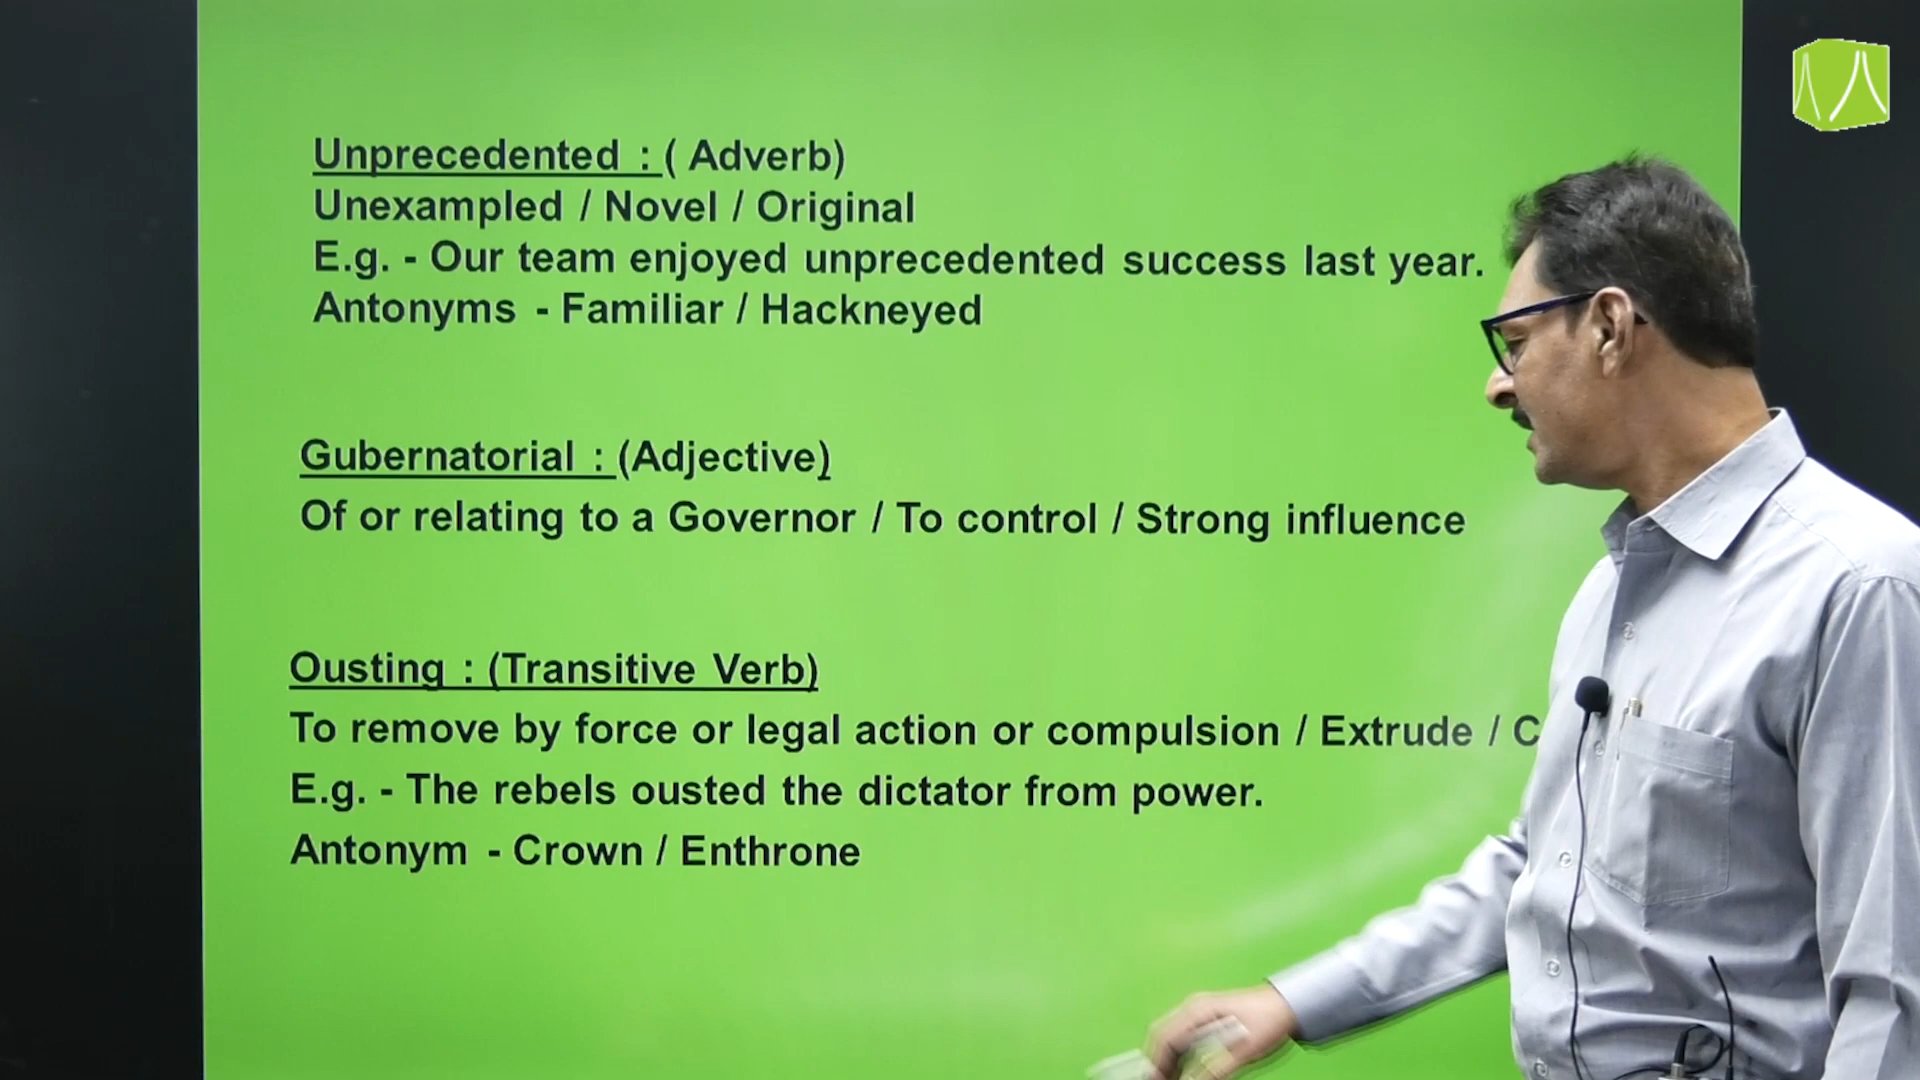 Unprecedented : ( Adverb)
Unexampled / Novel / Original
E.g. - Our team enjoyed unprecedented success last year.
Antonyms - Familiar / Hackneyed
Gubernatorial : (Adjective)
Of or relating to a Governor / To control / Strong influence
Ousting : (Transitive Verb)
To remove by force or legal action or compulsion / Extrude /
E.g. - The rebels ousted the dictator from power.
Antonym - Crown / Enthrone